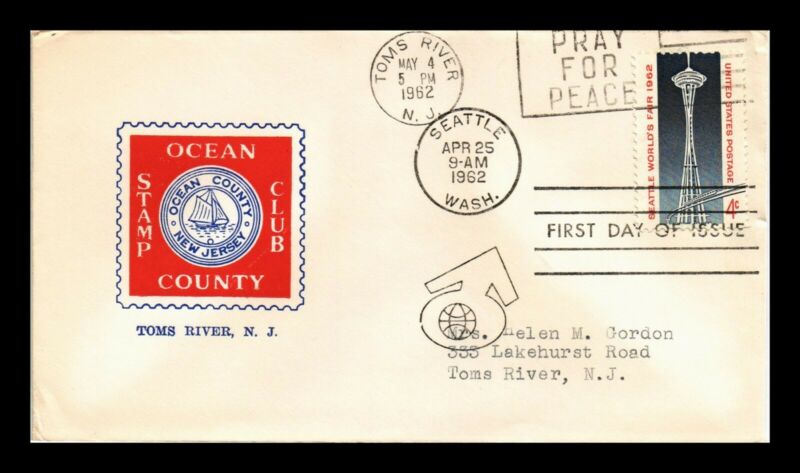 TOMS RIVER
MAY 4
5 PM
1962
N. J.
PRAY
FOR
PEACE
SEATTLE
APR 25
9-AM
1962
WASH.
SEATTLE WORLD'S FAIR 1962
UNITED STATES POSTAGE
4¢
FIRST DAY OF ISSUE
OCEAN
STAMP
CLUB
COUNTY
OCEAN COUNTY
NEW JERSEY
TOMS RIVER, N. J.
Mrs. Helen M. Gordon
333 Lakehurst Road
Toms River, N.J.